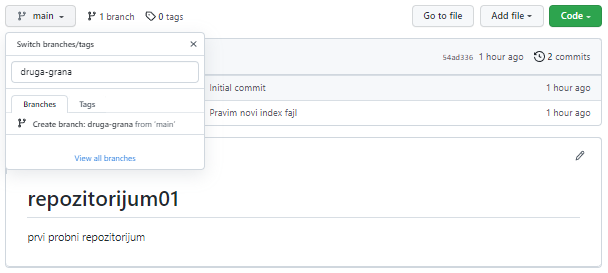 main
1 branch
0 tags
Go to file
Add file
Code
Switch branches/tags
druga-grana
54ad336 1 hour ago 2 commits
Branches Tags
Initial commit 1 hour ago
Create branch: druga-grana from 'main'
Pravim novi index fajl 1 hour ago
View all branches
repozitorijum01
prvi probni repozitorijum